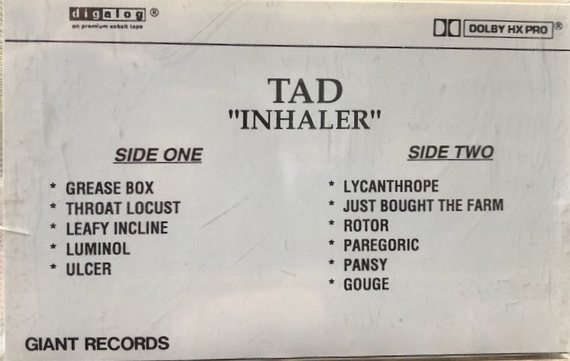 digalog®
on premium cobalt tape
DOLBY HX PRO®
TAD
"INHALER"
SIDE ONE
* GREASE BOX
* THROAT LOCUST
* LEAFY INCLINE
* LUMINOL
* ULCER
SIDE TWO
* LYCANTHROPE
* JUST BOUGHT THE FARM
* ROTOR
* PAREGORIC
* PANSY
* GOUGE
GIANT RECORDS